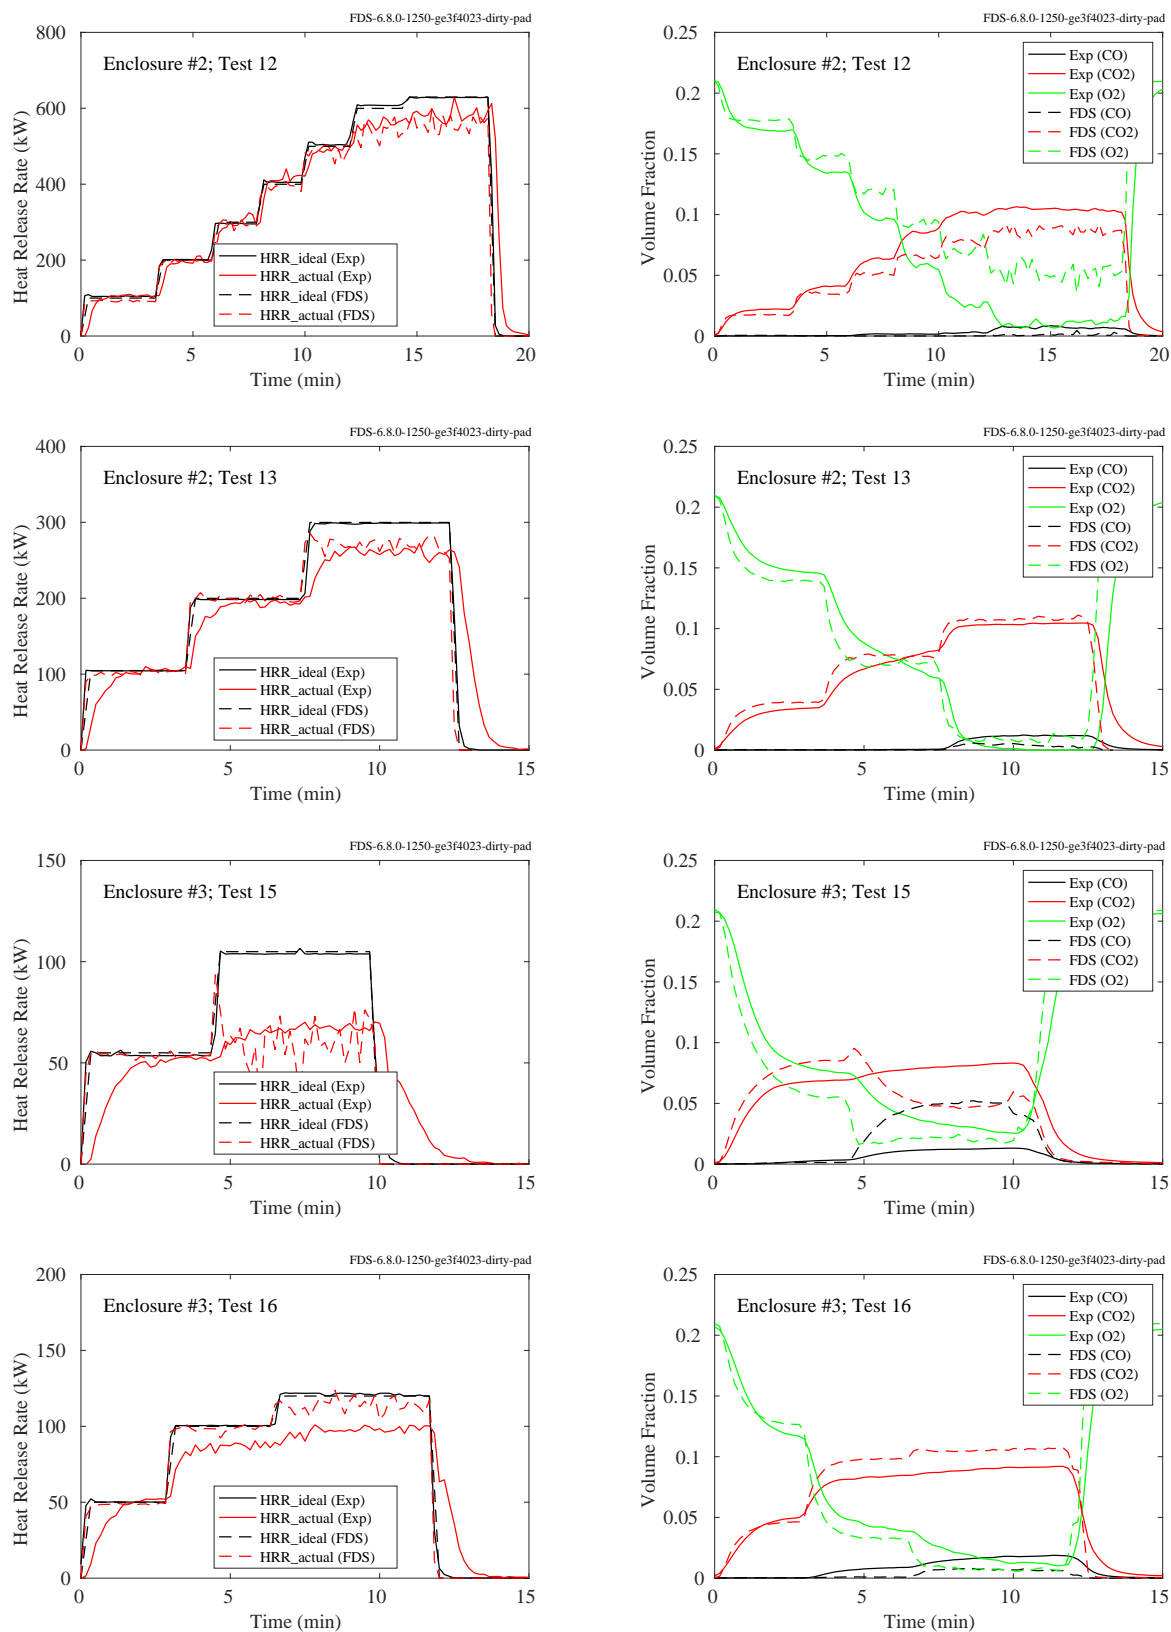 FDS-6.8.0-1250-ge3f4023-dirty-pad
Enclosure #2; Test 12
Heat Release Rate (kW)
800
600
400
200
0
HRR_ideal (Exp)
HRR_actual (Exp)
HRR_ideal (FDS)
HRR_actual (FDS)
0 5 10 15 20
Time (min)
FDS-6.8.0-1250-ge3f4023-dirty-pad
Enclosure #2; Test 12
Volume Fraction
0.25
0.2
0.15
0.1
0.05
0
Exp (CO)
Exp (CO2)
Exp (O2)
FDS (CO)
FDS (CO2)
FDS (O2)
0 5 10 15 20
Time (min)
FDS-6.8.0-1250-ge3f4023-dirty-pad
Enclosure #2; Test 13
Heat Release Rate (kW)
400
300
200
100
0
HRR_ideal (Exp)
HRR_actual (Exp)
HRR_ideal (FDS)
HRR_actual (FDS)
0 5 10 15
Time (min)
FDS-6.8.0-1250-ge3f4023-dirty-pad
Enclosure #2; Test 13
Volume Fraction
0.25
0.2
0.15
0.1
0.05
0
Exp (CO)
Exp (CO2)
Exp (O2)
FDS (CO)
FDS (CO2)
FDS (O2)
0 5 10 15
Time (min)
FDS-6.8.0-1250-ge3f4023-dirty-pad
Enclosure #3; Test 15
Heat Release Rate (kW)
150
100
50
0
HRR_ideal (Exp)
HRR_actual (Exp)
HRR_ideal (FDS)
HRR_actual (FDS)
0 5 10 15
Time (min)
FDS-6.8.0-1250-ge3f4023-dirty-pad
Enclosure #3; Test 15
Volume Fraction
0.25
0.2
0.15
0.1
0.05
0
Exp (CO)
Exp (CO2)
Exp (O2)
FDS (CO)
FDS (CO2)
FDS (O2)
0 5 10 15
Time (min)
FDS-6.8.0-1250-ge3f4023-dirty-pad
Enclosure #3; Test 16
Heat Release Rate (kW)
200
150
100
50
0
HRR_ideal (Exp)
HRR_actual (Exp)
HRR_ideal (FDS)
HRR_actual (FDS)
0 5 10 15
Time (min)
FDS-6.8.0-1250-ge3f4023-dirty-pad
Enclosure #3; Test 16
Volume Fraction
0.25
0.2
0.15
0.1
0.05
0
Exp (CO)
Exp (CO2)
Exp (O2)
FDS (CO)
FDS (CO2)
FDS (O2)
0 5 10 15
Time (min)